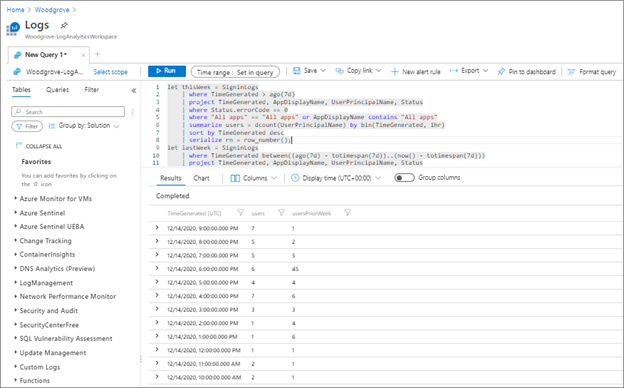 Home > Woodgrove >
Logs
Woodgrove-LogAnalyiticsWorkspace
New Query 1*
Woodgrove-LogA... Select scope
Run
Time range : Set in query
Save
Copy link
New alert rule
Export
Pin to dashboard
Format query
Tables Queries Filter
Search
Filter Group by: Solution
COLLAPSE ALL
Favorites
You can add favorites by clicking on
the icon
Azure Monitor for VMs
Azure Sentinel
Azure Sentinel UEBA
Change Tracking
ContainerInsights
DNS Analytics (Preview)
LogManagement
Network Performance Monitor
Security and Audit
SecurityCenterFree
SQL Vulnerability Assessment
Update Management
Custom Logs
Functions
1 let thisWeek = SigninLogs
2 | where TimeGenerated > ago(7d)
3 | project TimeGenerated, AppDisplayName, UserPrincipalName, Status
4 | where Status.errorCode == 0
5 | where "All apps" == "All apps" or AppDisplayName contains "All apps"
6 | summarize users = dcount(UserPrincipalName) by bin(TimeGenerated, 1hr)
7 | sort by TimeGenerated desc
8 | serialize rn = row_number();
9 let lastWeek = SigninLogs
10 | where TimeGenerated between((ago(7d) - totimespan(7d))..(now() - totimespan(7d)))
11 | project TimeGenerated, AppDisplayName, UserPrincipalName, Status
Results Chart Columns Display time (UTC+00:00) Group columns
Completed
TimeGenerated (UTC) users usersPriorWeek
12/14/2020, 9:00:00.000 PM 7 1
12/14/2020, 8:00:00.000 PM 5 2
12/14/2020, 7:00:00.000 PM 5 5
12/14/2020, 6:00:00.000 PM 6 45
12/14/2020, 5:00:00.000 PM 4 4
12/14/2020, 4:00:00.000 PM 7 6
12/14/2020, 3:00:00.000 PM 3 3
12/14/2020, 2:00:00.000 PM 1 4
12/14/2020, 1:00:00.000 PM 1 6
12/14/2020, 12:00:00.000 PM 1 1
12/14/2020, 11:00:00.000 AM 2 1
12/14/2020, 10:00:00.000 AM 2 1